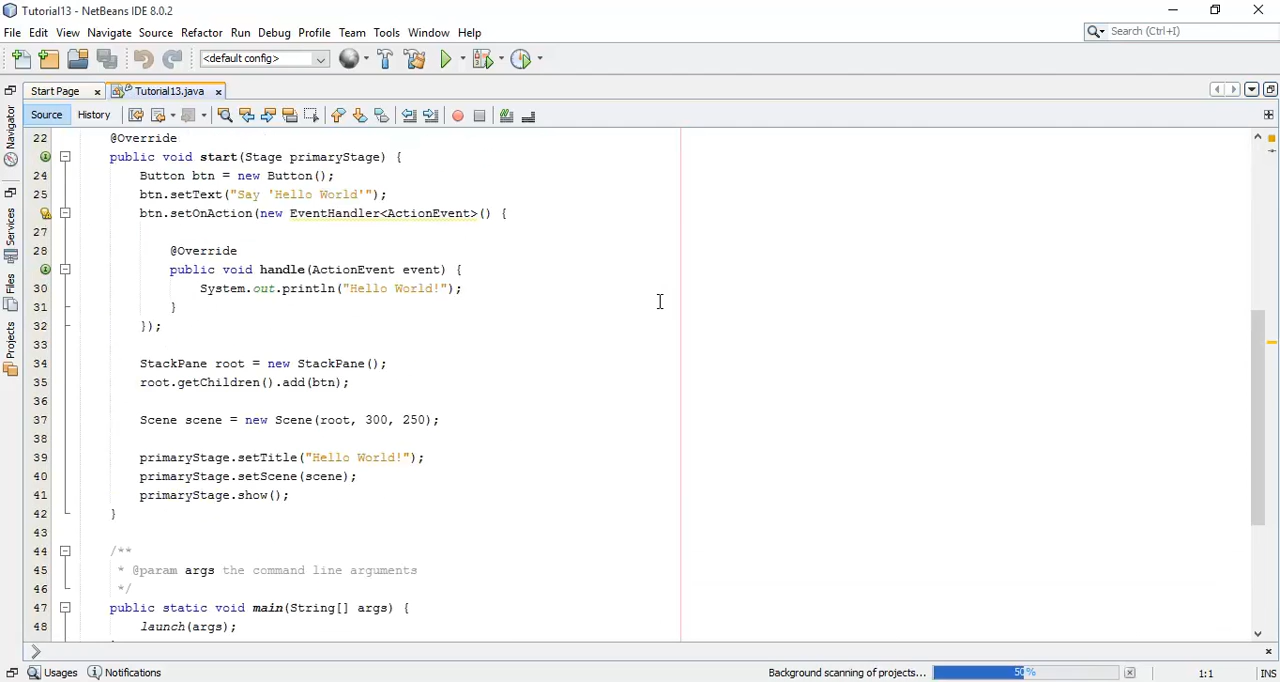 Tutorial13 - NetBeans IDE 8.0.2
File Edit View Navigate Source Refactor Run Debug Profile Team Tools Window Help
Search (Ctrl+I)
<default config>
Start Page Tutorial13.java
Source History
Navigator
Services
Files
Projects
22 @Override
public void start(Stage primaryStage) {
24 Button btn = new Button();
25 btn.setText("Say 'Hello World'");
btn.setOnAction(new EventHandler<ActionEvent>() {
27
28 @Override
public void handle(ActionEvent event) {
30 System.out.println("Hello World!");
31 }
32 });
33
34 StackPane root = new StackPane();
35 root.getChildren().add(btn);
36
37 Scene scene = new Scene(root, 300, 250);
38
39 primaryStage.setTitle("Hello World!");
40 primaryStage.setScene(scene);
41 primaryStage.show();
42 }
43
44 /**
45 * @param args the command line arguments
46 */
47 public static void main(String[] args) {
48 launch(args);
Usages Notifications Background scanning of projects... 50% 1:1 INS